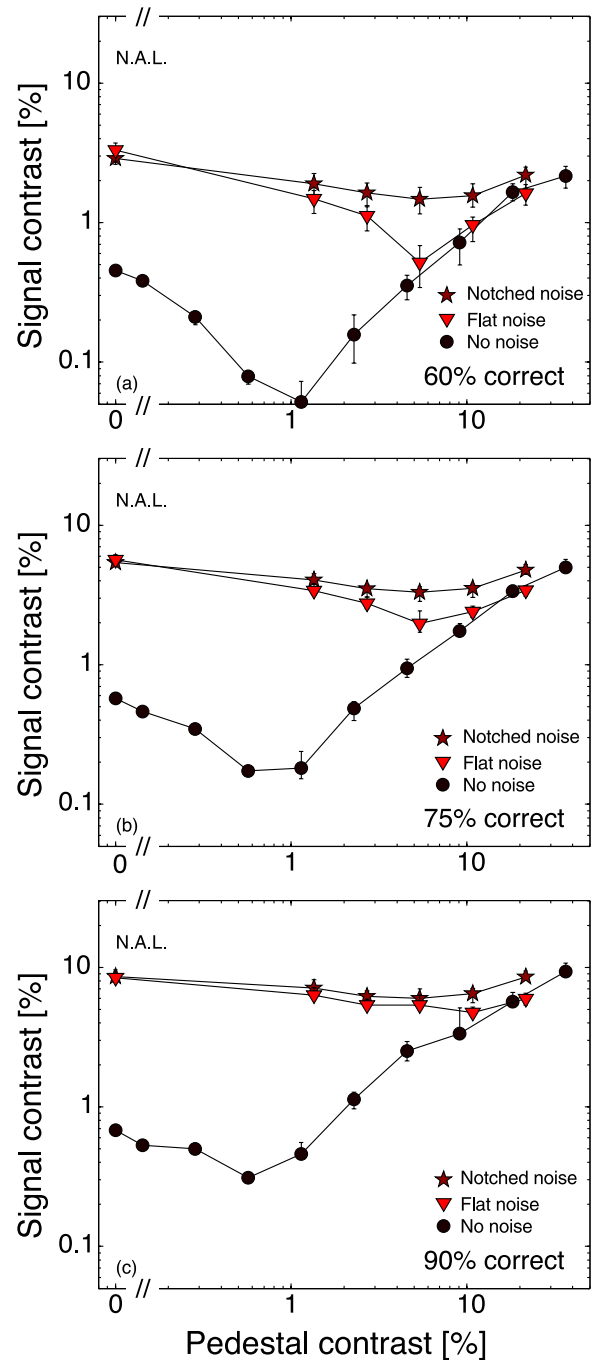 //
N.A.L.
10
1
0.1
Signal contrast [%]
Notched noise
Flat noise
No noise
(a)
60% correct
//
0
1
10
//
N.A.L.
10
1
0.1
Signal contrast [%]
Notched noise
Flat noise
No noise
(b)
75% correct
//
0
1
10
//
N.A.L.
10
1
0.1
Signal contrast [%]
Notched noise
Flat noise
No noise
(c)
90% correct
//
0
1
10
Pedestal contrast [%]